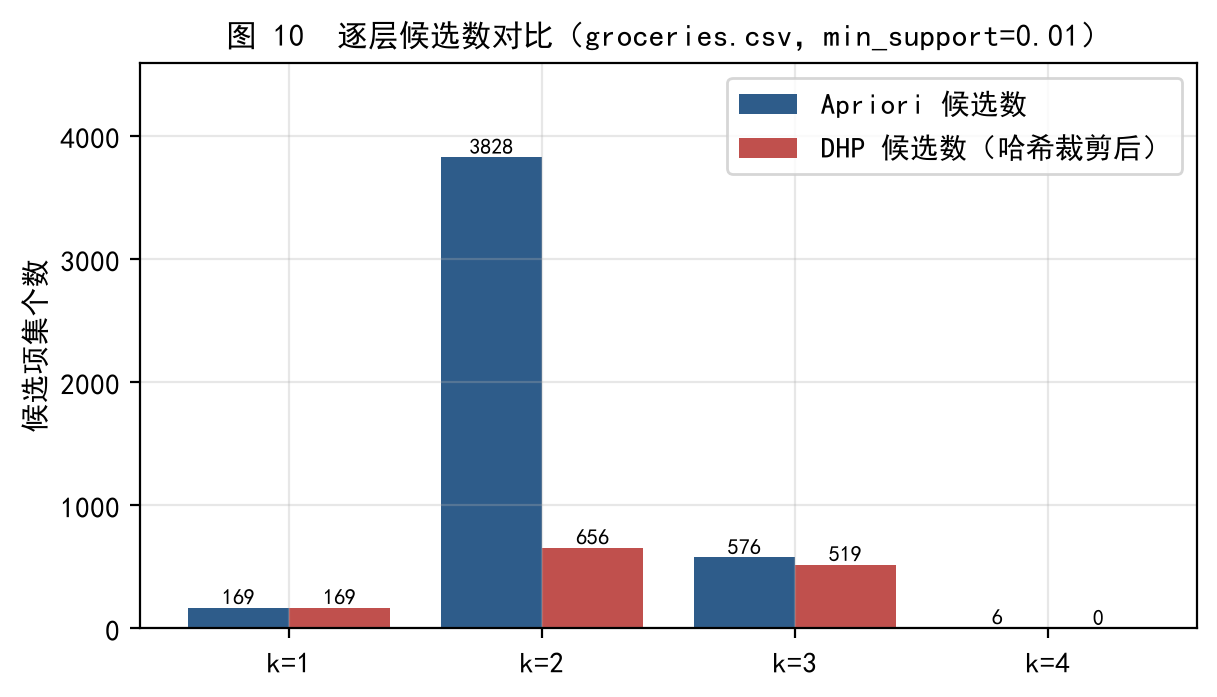 图 10  逐层候选数对比（groceries.csv, min_support=0.01）
Apriori 候选数
DHP 候选数（哈希裁剪后）
候选项集个数
4000
3000
2000
1000
0
3828
656
576
519
169
169
6
0
k=1
k=2
k=3
k=4